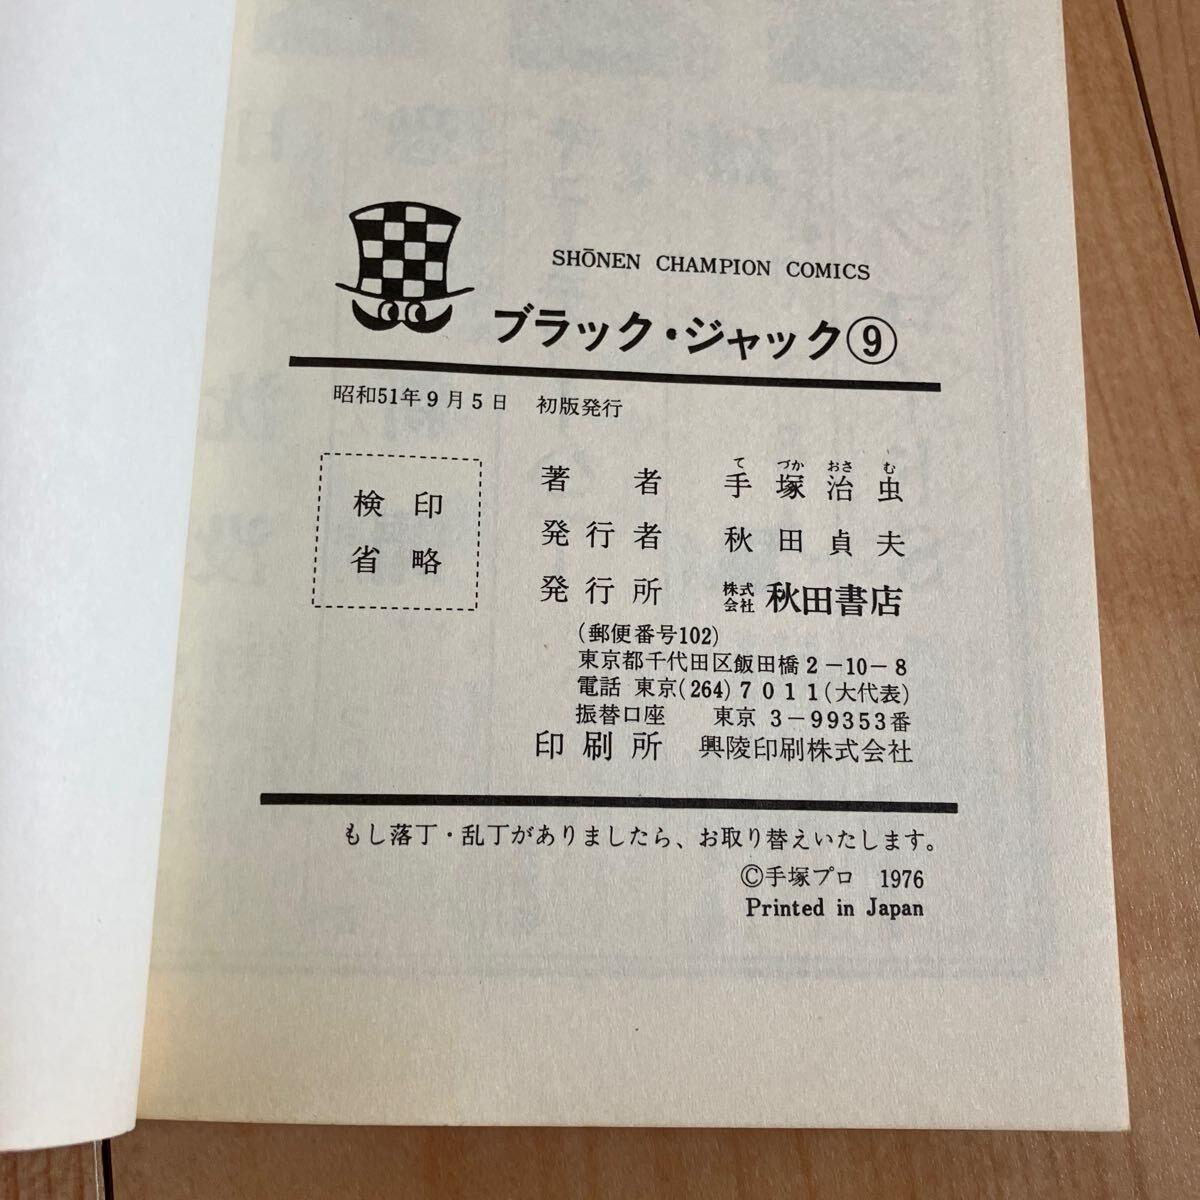 SHŌNEN CHAMPION COMICS
ブラック・ジャック⑨
昭和51年9月5日 初版発行
検印
省略
著者 手塚治虫
てづかおさむ
発行者 秋田貞夫
発行所 株式会社 秋田書店
(郵便番号102)
東京都千代田区飯田橋2-10-8
電話 東京(264)7011(大代表)
振替口座 東京 3-99353番
印刷所 興陵印刷株式会社
もし落丁・乱丁がありましたら、お取り替えいたします。
©手塚プロ 1976
Printed in Japan